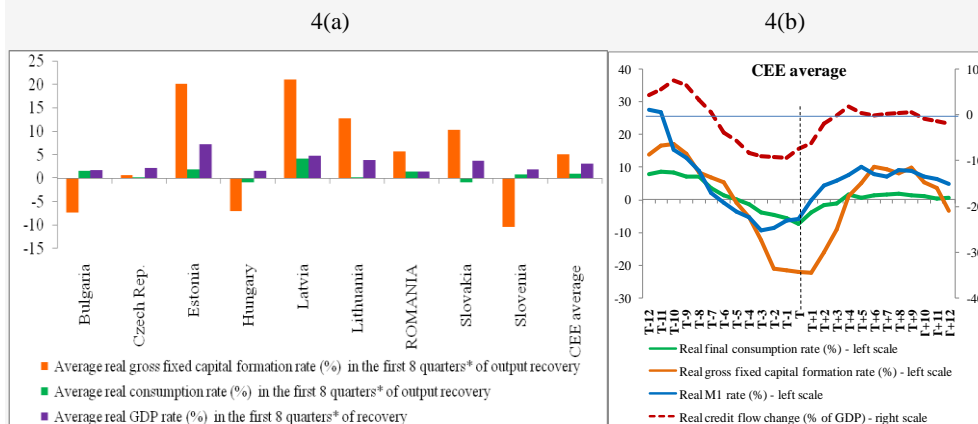 4(a)
4(b)
25
20
15
10
5
0
-5
-10
-15
Bulgaria
Czech Rep.
Estonia
Hungary
Latvia
Lithuania
ROMANIA
Slovakia
Slovenia
CEE average
Average real gross fixed capital formation rate (%) in the first 8 quarters* of output recovery
Average real consumption rate (%) in the first 8 quarters* of output recovery
Average real GDP rate (%) in the first 8 quarters* of recovery
CEE average
40
30
20
10
0
-10
-20
-30
10
0
-10
-20
-30
-40
T-12
T-11
T-10
T-9
T-8
T-7
T-6
T-5
T-4
T-3
T-2
T-1
T
T+1
T+2
T+3
T+4
T+5
T+6
T+7
T+8
T+9
T+10
T+11
T+12
Real final consumption rate (%) - left scale
Real gross fixed capital formation rate (%) - left scale
Real M1 rate (%) - left scale
Real credit flow change (% of GDP) - right scale